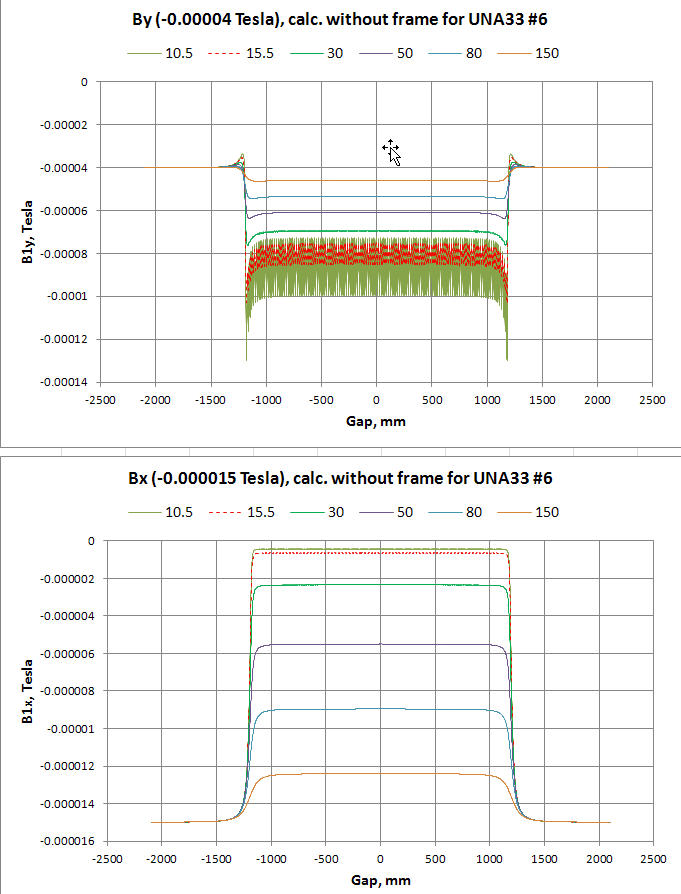 By (-0.00004 Tesla), calc. without frame for UNA33 #6
10.5 15.5 30 50 80 150
0
-0.00002
-0.00004
-0.00006
-0.00008
-0.0001
-0.00012
-0.00014
B1y, Tesla
-2500 -2000 -1500 -1000 -500 0 500 1000 1500 2000 2500
Gap, mm
Bx (-0.000015 Tesla), calc. without frame for UNA33 #6
10.5 15.5 30 50 80 150
0
-0.000002
-0.000004
-0.000006
-0.000008
-0.00001
-0.000012
-0.000014
-0.000016
B1x, Tesla
-2500 -2000 -1500 -1000 -500 0 500 1000 1500 2000 2500
Gap, mm